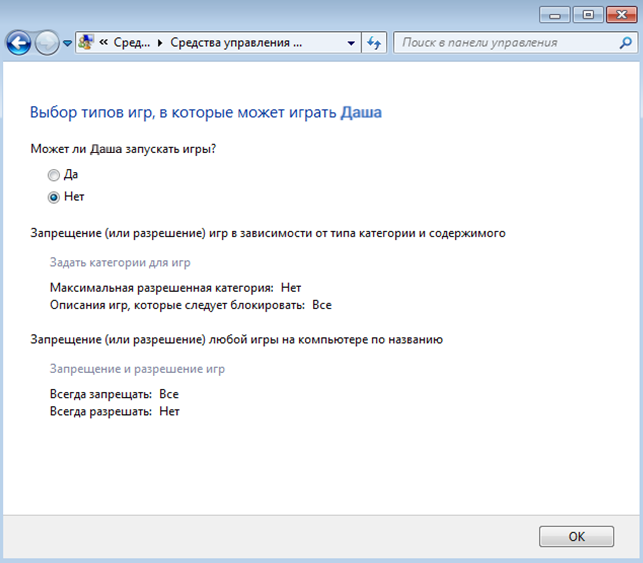 « Сред... Средства управления ... Поиск в панели управления
Выбор типов игр, в которые может играть Даша
Может ли Даша запускать игры?
Да
Нет
Запрещение (или разрешение) игр в зависимости от типа категории и содержимого
Задать категории для игр
Максимальная разрешенная категория: Нет
Описания игр, которые следует блокировать: Все
Запрещение (или разрешение) любой игры на компьютере по названию
Запрещение и разрешение игр
Всегда запрещать: Все
Всегда разрешать: Нет
ОК